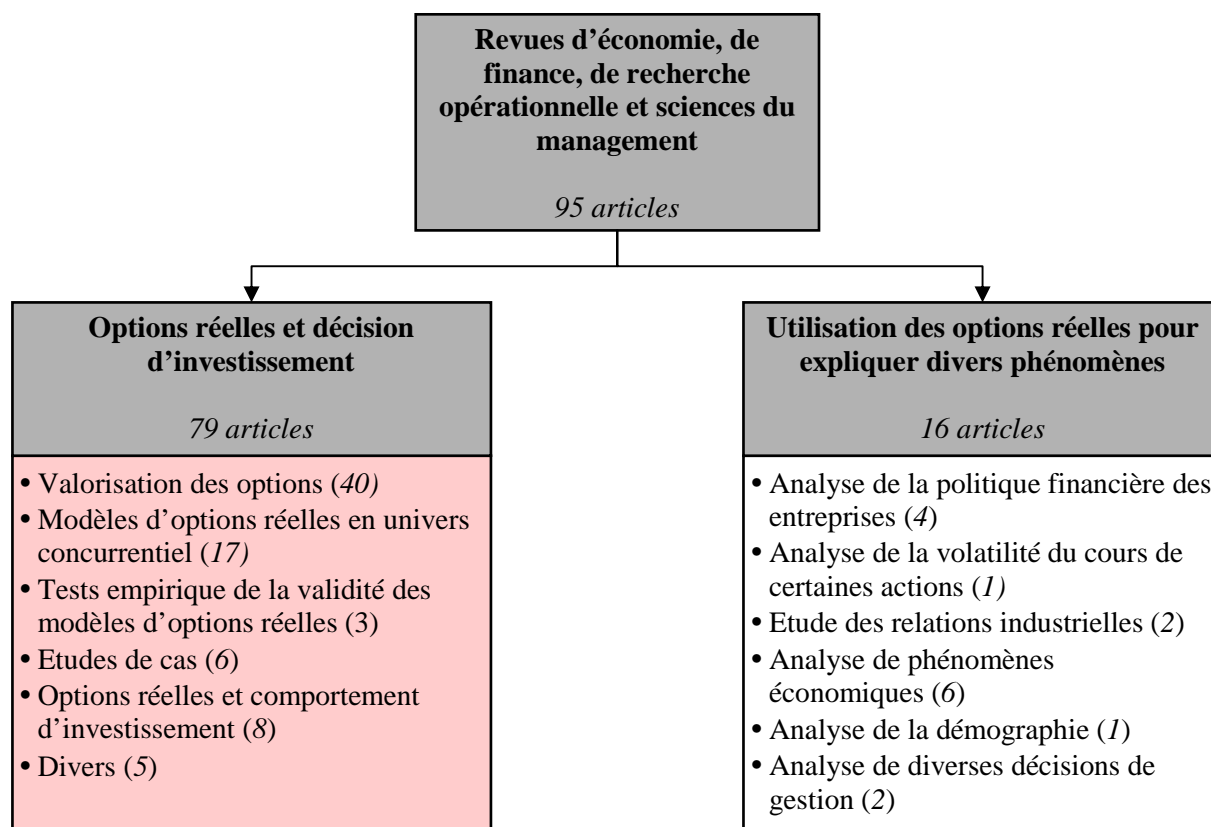 Revues d’économie, de
finance, de recherche
opérationnelle et sciences du
management
95 articles
Options réelles et décision
d’investissement
79 articles
• Valorisation des options (40)
• Modèles d’options réelles en univers
concurrentiel (17)
• Tests empirique de la validité des
modèles d’options réelles (3)
• Etudes de cas (6)
• Options réelles et comportement
d’investissement (8)
• Divers (5)
Utilisation des options réelles pour
expliquer divers phénomènes
16 articles
• Analyse de la politique financière des
entreprises (4)
• Analyse de la volatilité du cours de
certaines actions (1)
• Etude des relations industrielles (2)
• Analyse de phénomènes
économiques (6)
• Analyse de la démographie (1)
• Analyse de diverses décisions de
gestion (2)